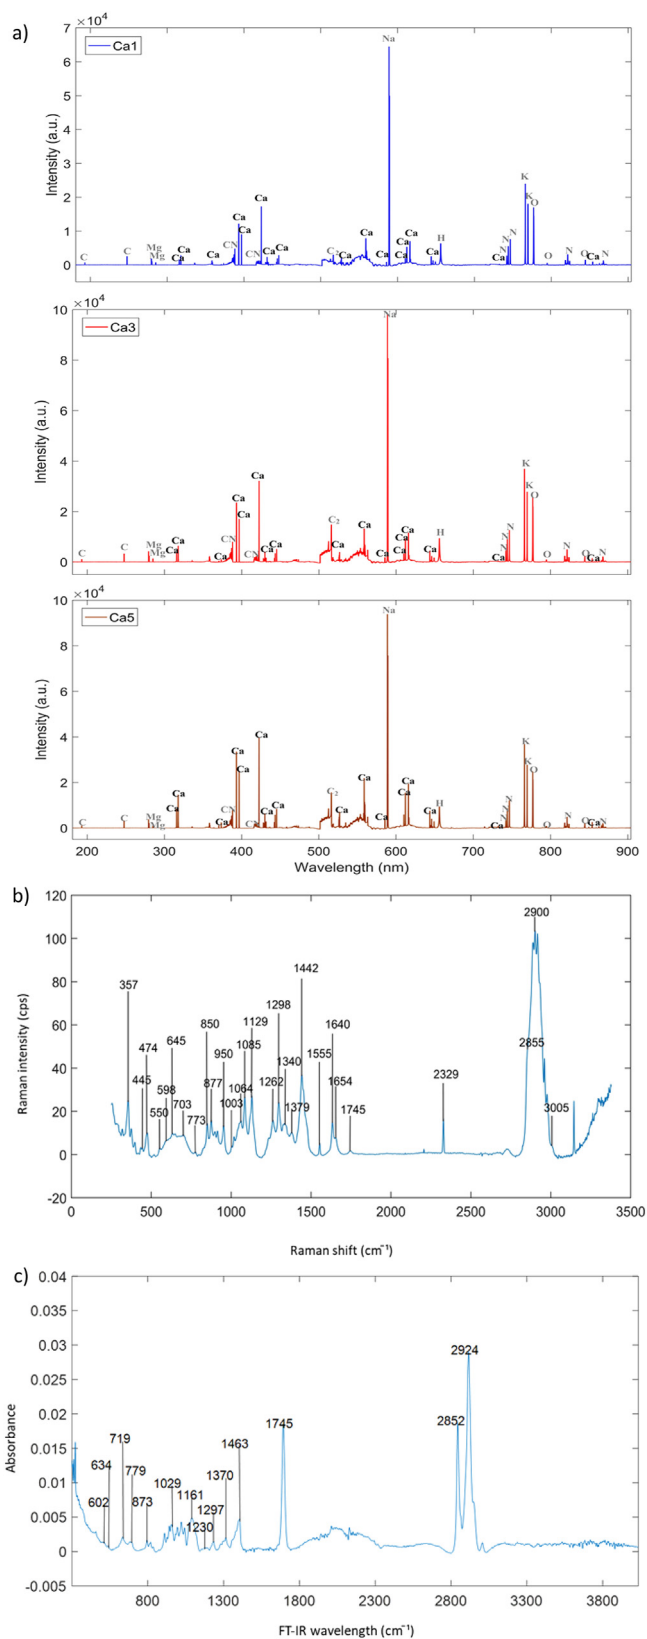 a)
×10⁴
Ca1
Intensity (a.u.)
7
6
5
4
3
2
1
0
C
C
Mg
Mg
Ca
Ca
Ca
Ca
Ca
CN
Ca
CN
Ca
Ca
C₂
Ca
Ca
Na
Ca
Ca
Ca
Ca
H
K
K
O
N
N
Ca
O
N
O
Ca
N
×10⁴
Ca3
Intensity (a.u.)
10
8
6
4
2
0
C
C
Mg
Mg
Ca
Ca
CN
Ca
Ca
Ca
CN
Ca
Ca
C₂
Ca
Ca
Na
Ca
Ca
Ca
Ca
Ca
H
K
K
O
N
N
N
Ca
O
N
O
Ca
N
×10⁴
Ca5
Intensity (a.u.)
10
8
6
4
2
0
C
C
Mg
Mg
Ca
Ca
Ca
CN
Ca
Ca
Ca
CN
Ca
Ca
C₂
Ca
Ca
Na
Ca
Ca
Ca
Ca
H
K
K
O
N
N
N
Ca
O
N
O
Ca
N
200 300 400 500 600 700 800 900
Wavelength (nm)
b)
Raman intensity (cps)
120
100
80
60
40
20
0
-20
357
445
474
550
598
645
703
773
850
877
950
1003
1064
1085
1129
1262
1298
1340
1379
1442
1555
1640
1654
1745
2329
2855
2900
3005
0 500 1000 1500 2000 2500 3000 3500
Raman shift (cm⁻¹)
c)
Absorbance
0.04
0.035
0.03
0.025
0.02
0.015
0.01
0.005
0
-0.005
602
634
719
779
873
1029
1161
1230
1297
1370
1463
1745
2852
2924
800 1300 1800 2300 2800 3300 3800
FT-IR wavelength (cm⁻¹)